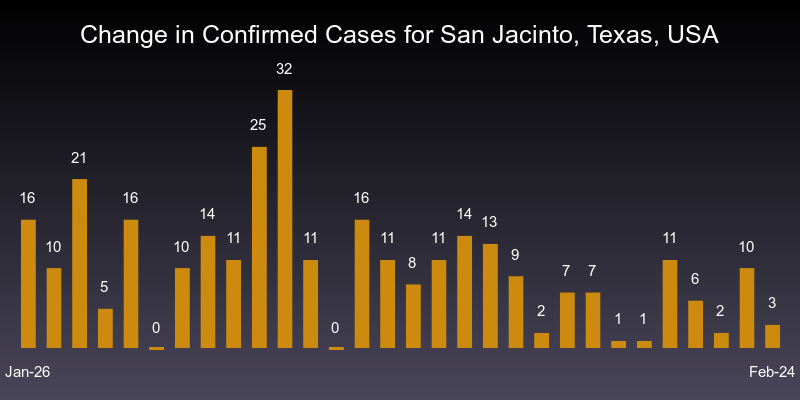 Change in Confirmed Cases for San Jacinto, Texas, USA
16 10 21 5 16 0 10 14 11 25 32 11 0 16 11 8 11 14 13 9 2 7 7 1 1 11 6 2 10 3
Jan-26 Feb-24